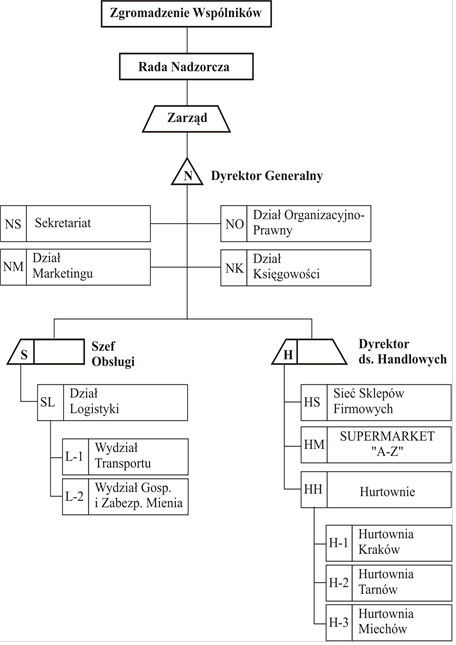 Zgromadzenie Wspólników
Rada Nadzorcza
Zarząd
N
Dyrektor Generalny
NS
Sekretariat
NO
Dział Organizacyjno-
Prawny
NM
Dział
Marketingu
NK
Dział
Księgowości
S
Szef
Obsługi
H
Dyrektor
ds. Handlowych
SL
Dział
Logistyki
L-1
Wydział
Transportu
L-2
Wydział Gosp.
i Zabezp. Mienia
HS
Sieć Sklepów
Firmowych
HM
SUPERMARKET
"A-Z"
HH
Hurtownie
H-1
Hurtownia
Kraków
H-2
Hurtownia
Tarnów
H-3
Hurtownia
Miechów